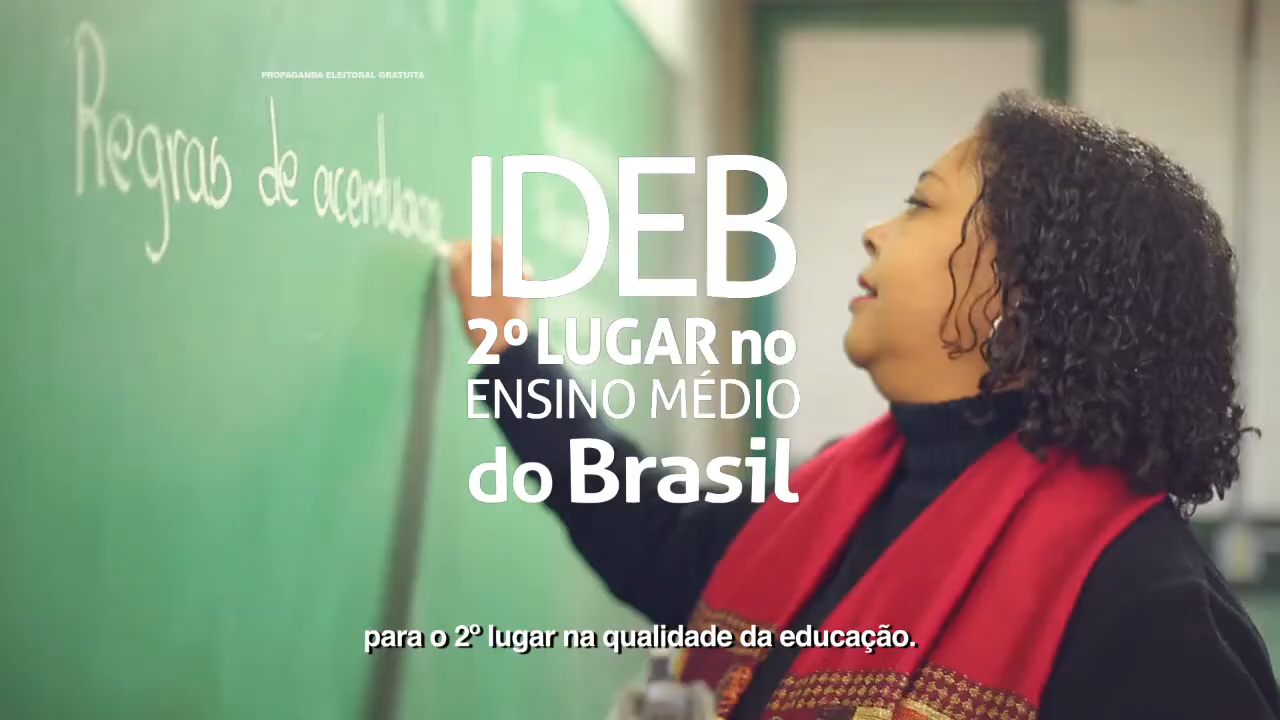 PROPAGANDA ELEITORAL GRATUITA
Regras de acentuação
IDEB
2º LUGAR no
ENSINO MÉDIO
do Brasil
para o 2º lugar na qualidade da educação.